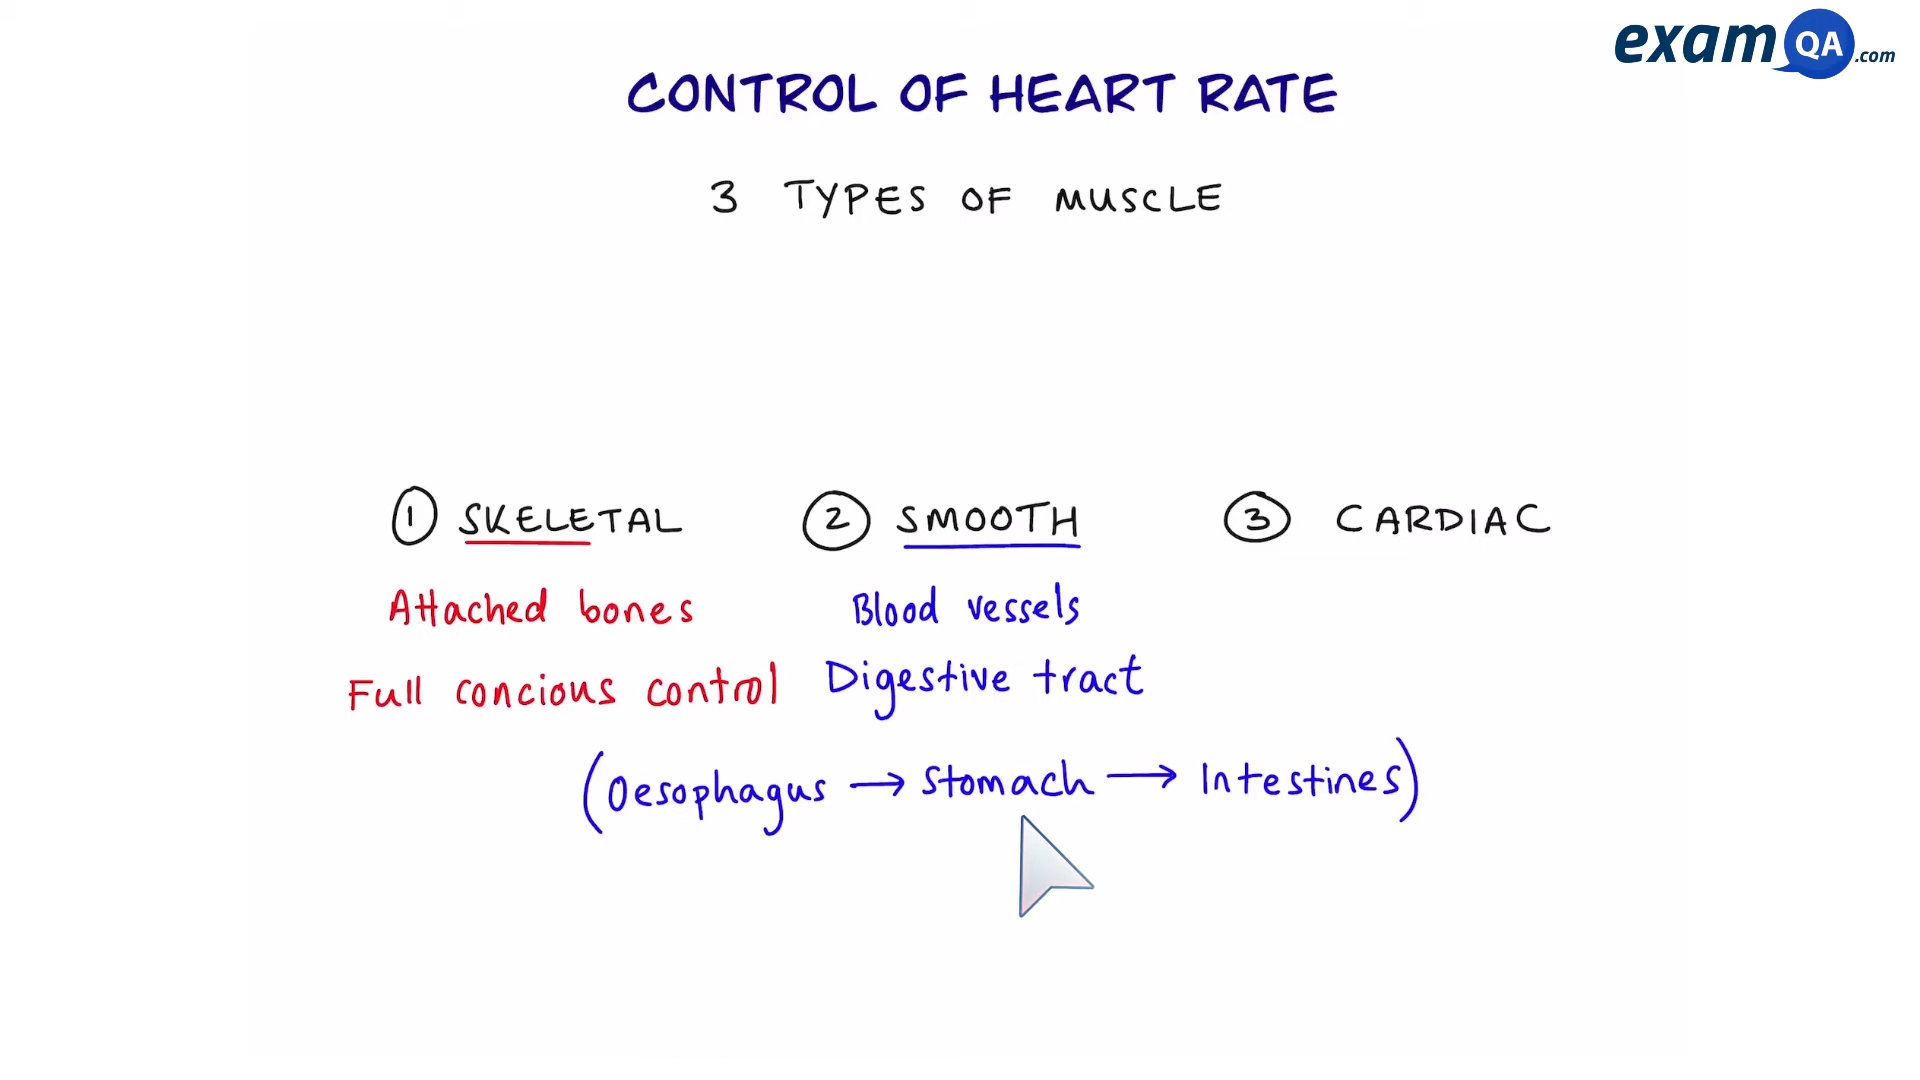 examQA.com
CONTROL OF HEART RATE
3 TYPES OF MUSCLE
1 SKELETAL
Attached bones
Full concious control
2 SMOOTH
Blood vessels
Digestive tract
(Oesophagus → Stomach → Intestines)
3 CARDIAC